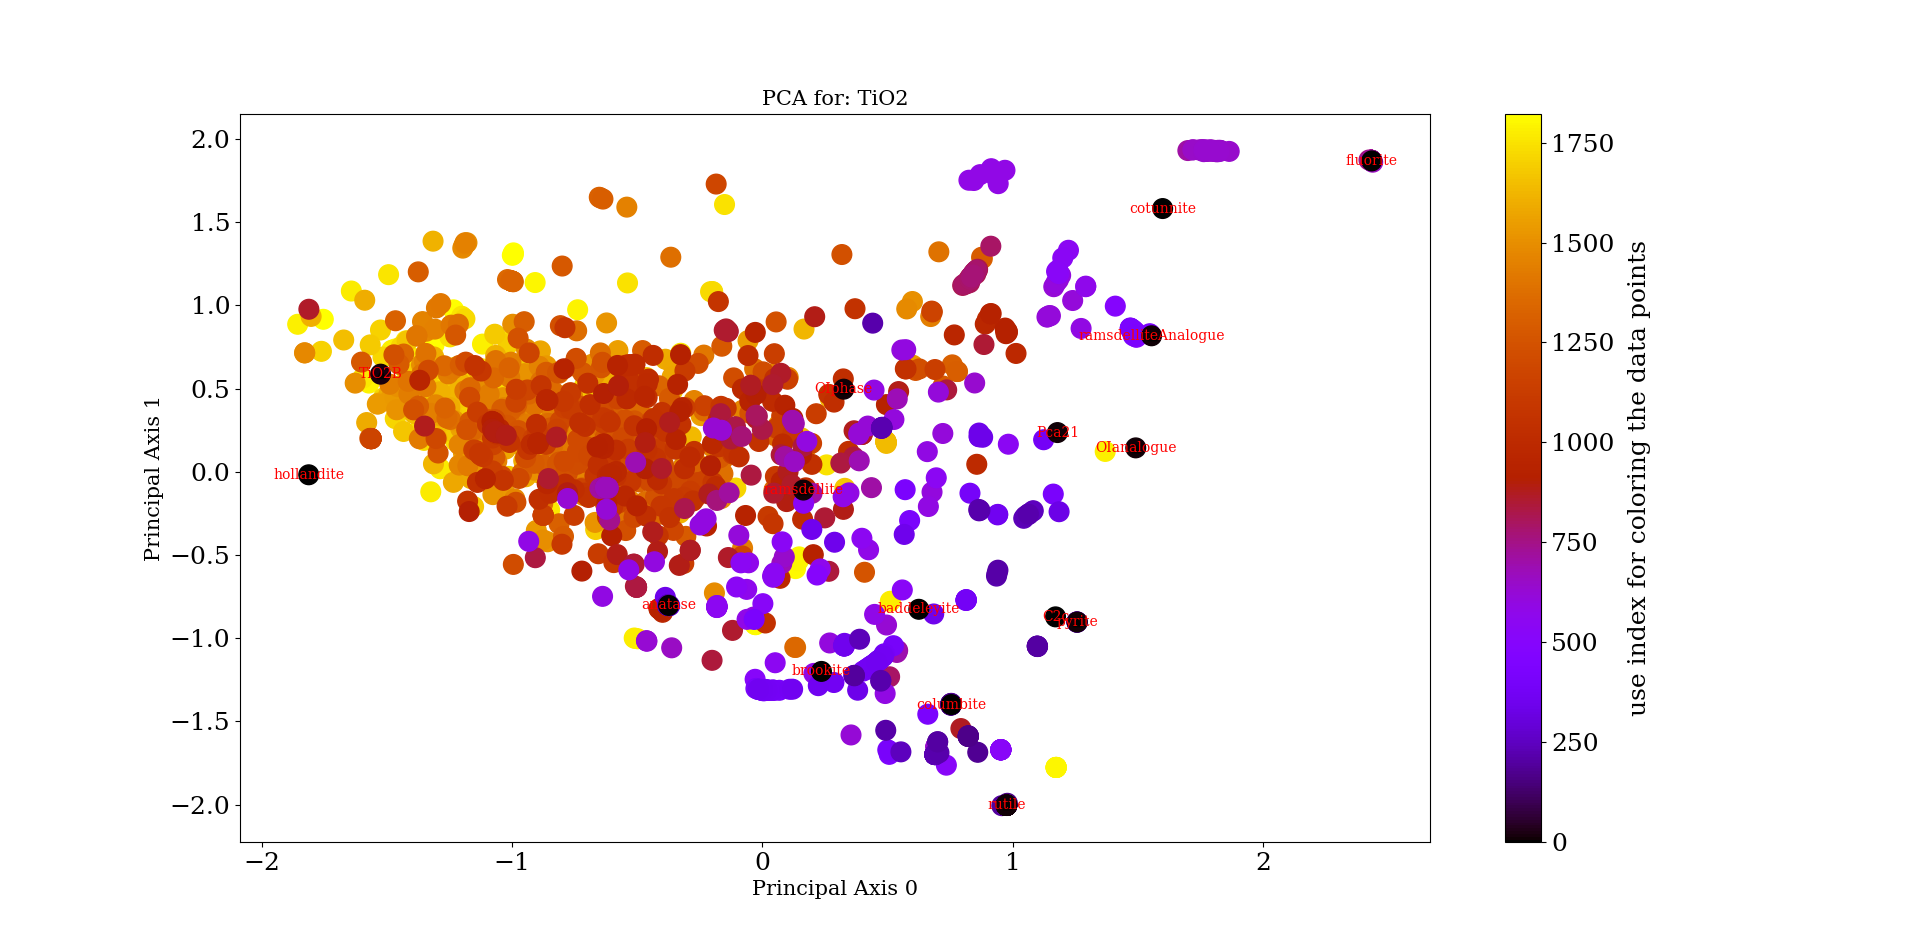 PCA for: TiO2
2.0
1.5
1.0
0.5
0.0
−0.5
−1.0
−1.5
−2.0
Principal Axis 1
−2
−1
0
1
2
Principal Axis 0
fluorite
cotunnite
ramsdelliteAnalogue
TiO2B
OIphase
Pca21
OIanalogue
hollandite
ramsdellite
anatase
baddeleyite
pyrite
brookite
columbite
rutile
1750
1500
1250
1000
750
500
250
0
use index for coloring the data points